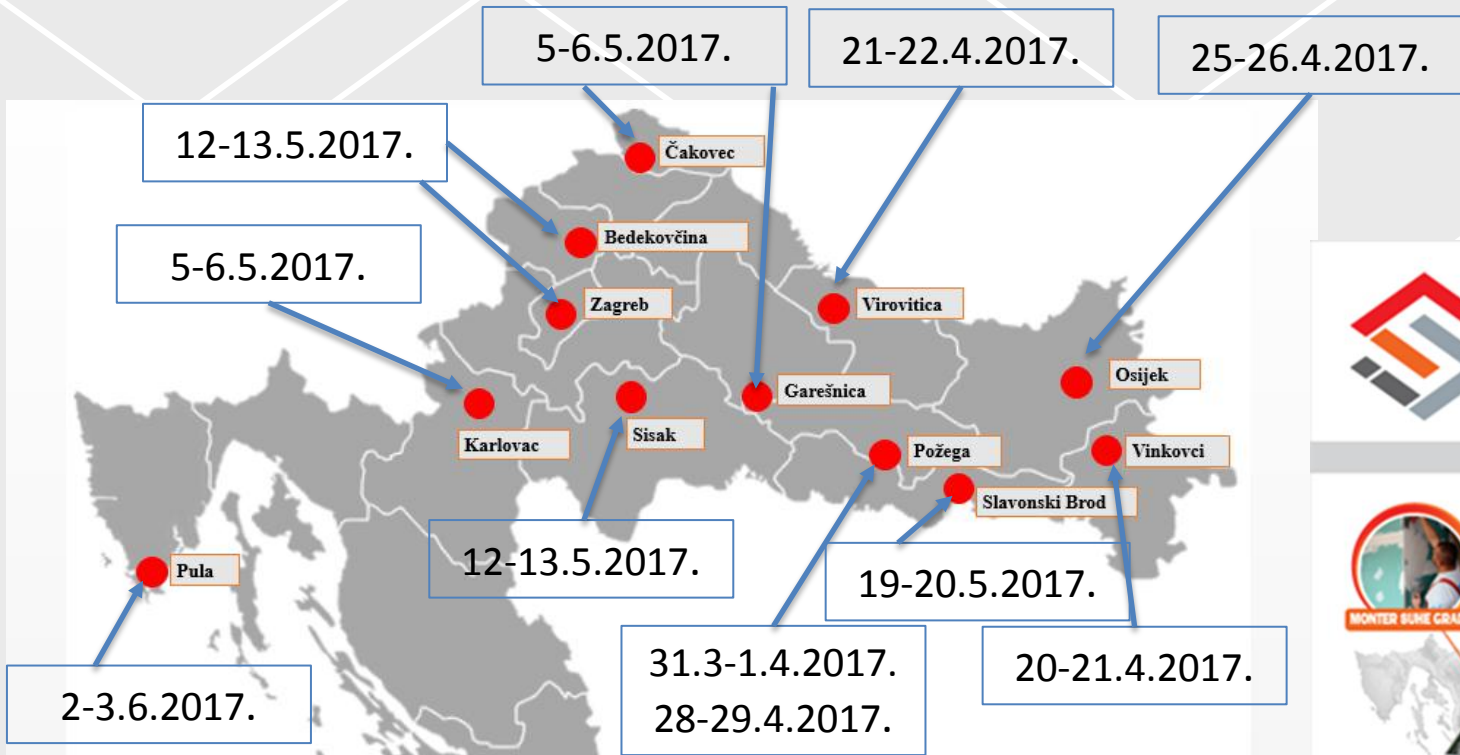 5-6.5.2017.
21-22.4.2017.
25-26.4.2017.
12-13.5.2017.
Čakovec
Bedekovčina
5-6.5.2017.
Zagreb
Virovitica
Osijek
Garešnica
Karlovac
Sisak
Požega
Vinkovci
Slavonski Brod
12-13.5.2017.
Pula
19-20.5.2017.
31.3-1.4.2017.
28-29.4.2017.
20-21.4.2017.
2-3.6.2017.
MONTER SUHE